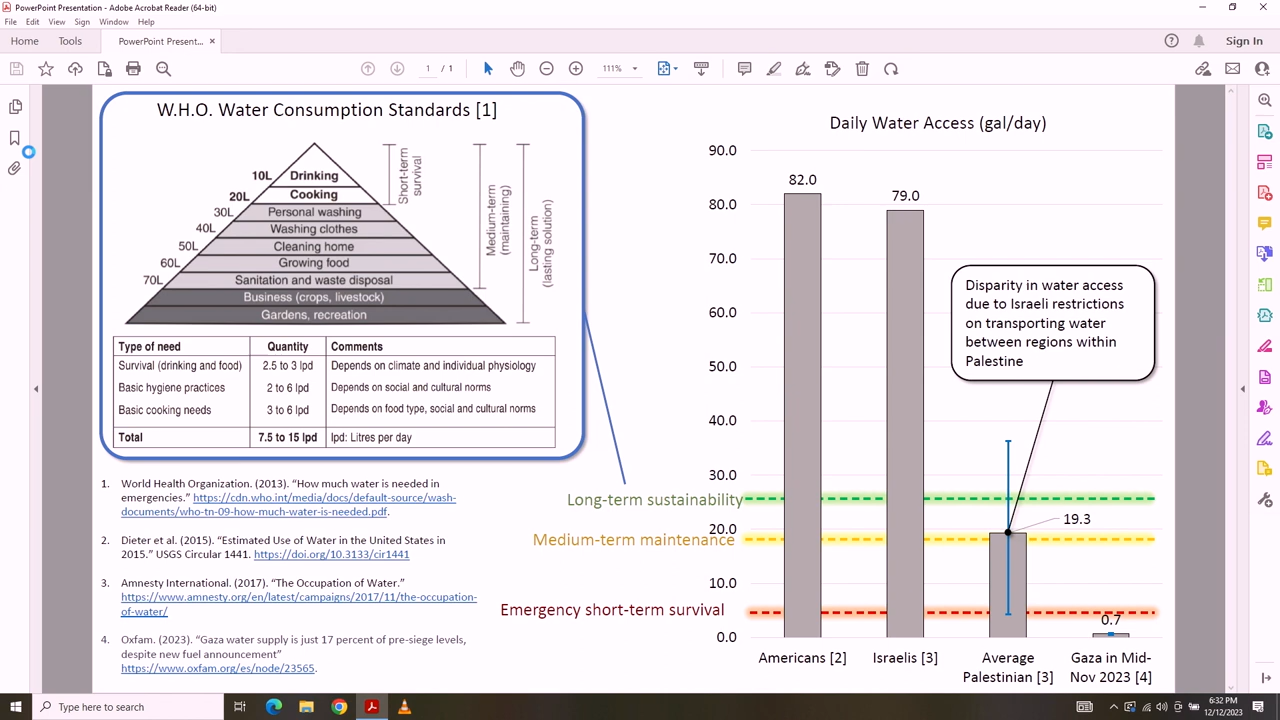 PowerPoint Presentation - Adobe Acrobat Reader (64-bit)
File Edit View Sign Window Help
Home Tools PowerPoint Present... × Sign In
1 / 1 111%
W.H.O. Water Consumption Standards [1]
10L Drinking
20L Cooking
30L Personal washing
40L Washing clothes
50L Cleaning home
60L Growing food
70L Sanitation and waste disposal
Business (crops, livestock)
Gardens, recreation
Short-term
survival
Medium-term
(maintaining)
Long-term
(lasting solution)
Type of need Quantity Comments
Survival (drinking and food) 2.5 to 3 lpd Depends on climate and individual physiology
Basic hygiene practices 2 to 6 lpd Depends on social and cultural norms
Basic cooking needs 3 to 6 lpd Depends on food type, social and cultural norms
Total 7.5 to 15 lpd lpd: Litres per day
1. World Health Organization. (2013). “How much water is needed in
emergencies.” https://cdn.who.int/media/docs/default-source/wash-
documents/who-tn-09-how-much-water-is-needed.pdf.
2. Dieter et al. (2015). “Estimated Use of Water in the United States in
2015.” USGS Circular 1441. https://doi.org/10.3133/cir1441
3. Amnesty International. (2017). “The Occupation of Water.”
https://www.amnesty.org/en/latest/campaigns/2017/11/the-occupation-
of-water/
4. Oxfam. (2023). “Gaza water supply is just 17 percent of pre-siege levels,
despite new fuel announcement”
https://www.oxfam.org/es/node/23565.
Daily Water Access (gal/day)
90.0
80.0
70.0
60.0
50.0
40.0
30.0
20.0
10.0
0.0
82.0
79.0
19.3
0.7
Disparity in water access
due to Israeli restrictions
on transporting water
between regions within
Palestine
Long-term sustainability
Medium-term maintenance
Emergency short-term survival
Americans [2]
Israelis [3]
Average
Palestinian [3]
Gaza in Mid-
Nov 2023 [4]
Type here to search
6:32 PM
12/12/2023